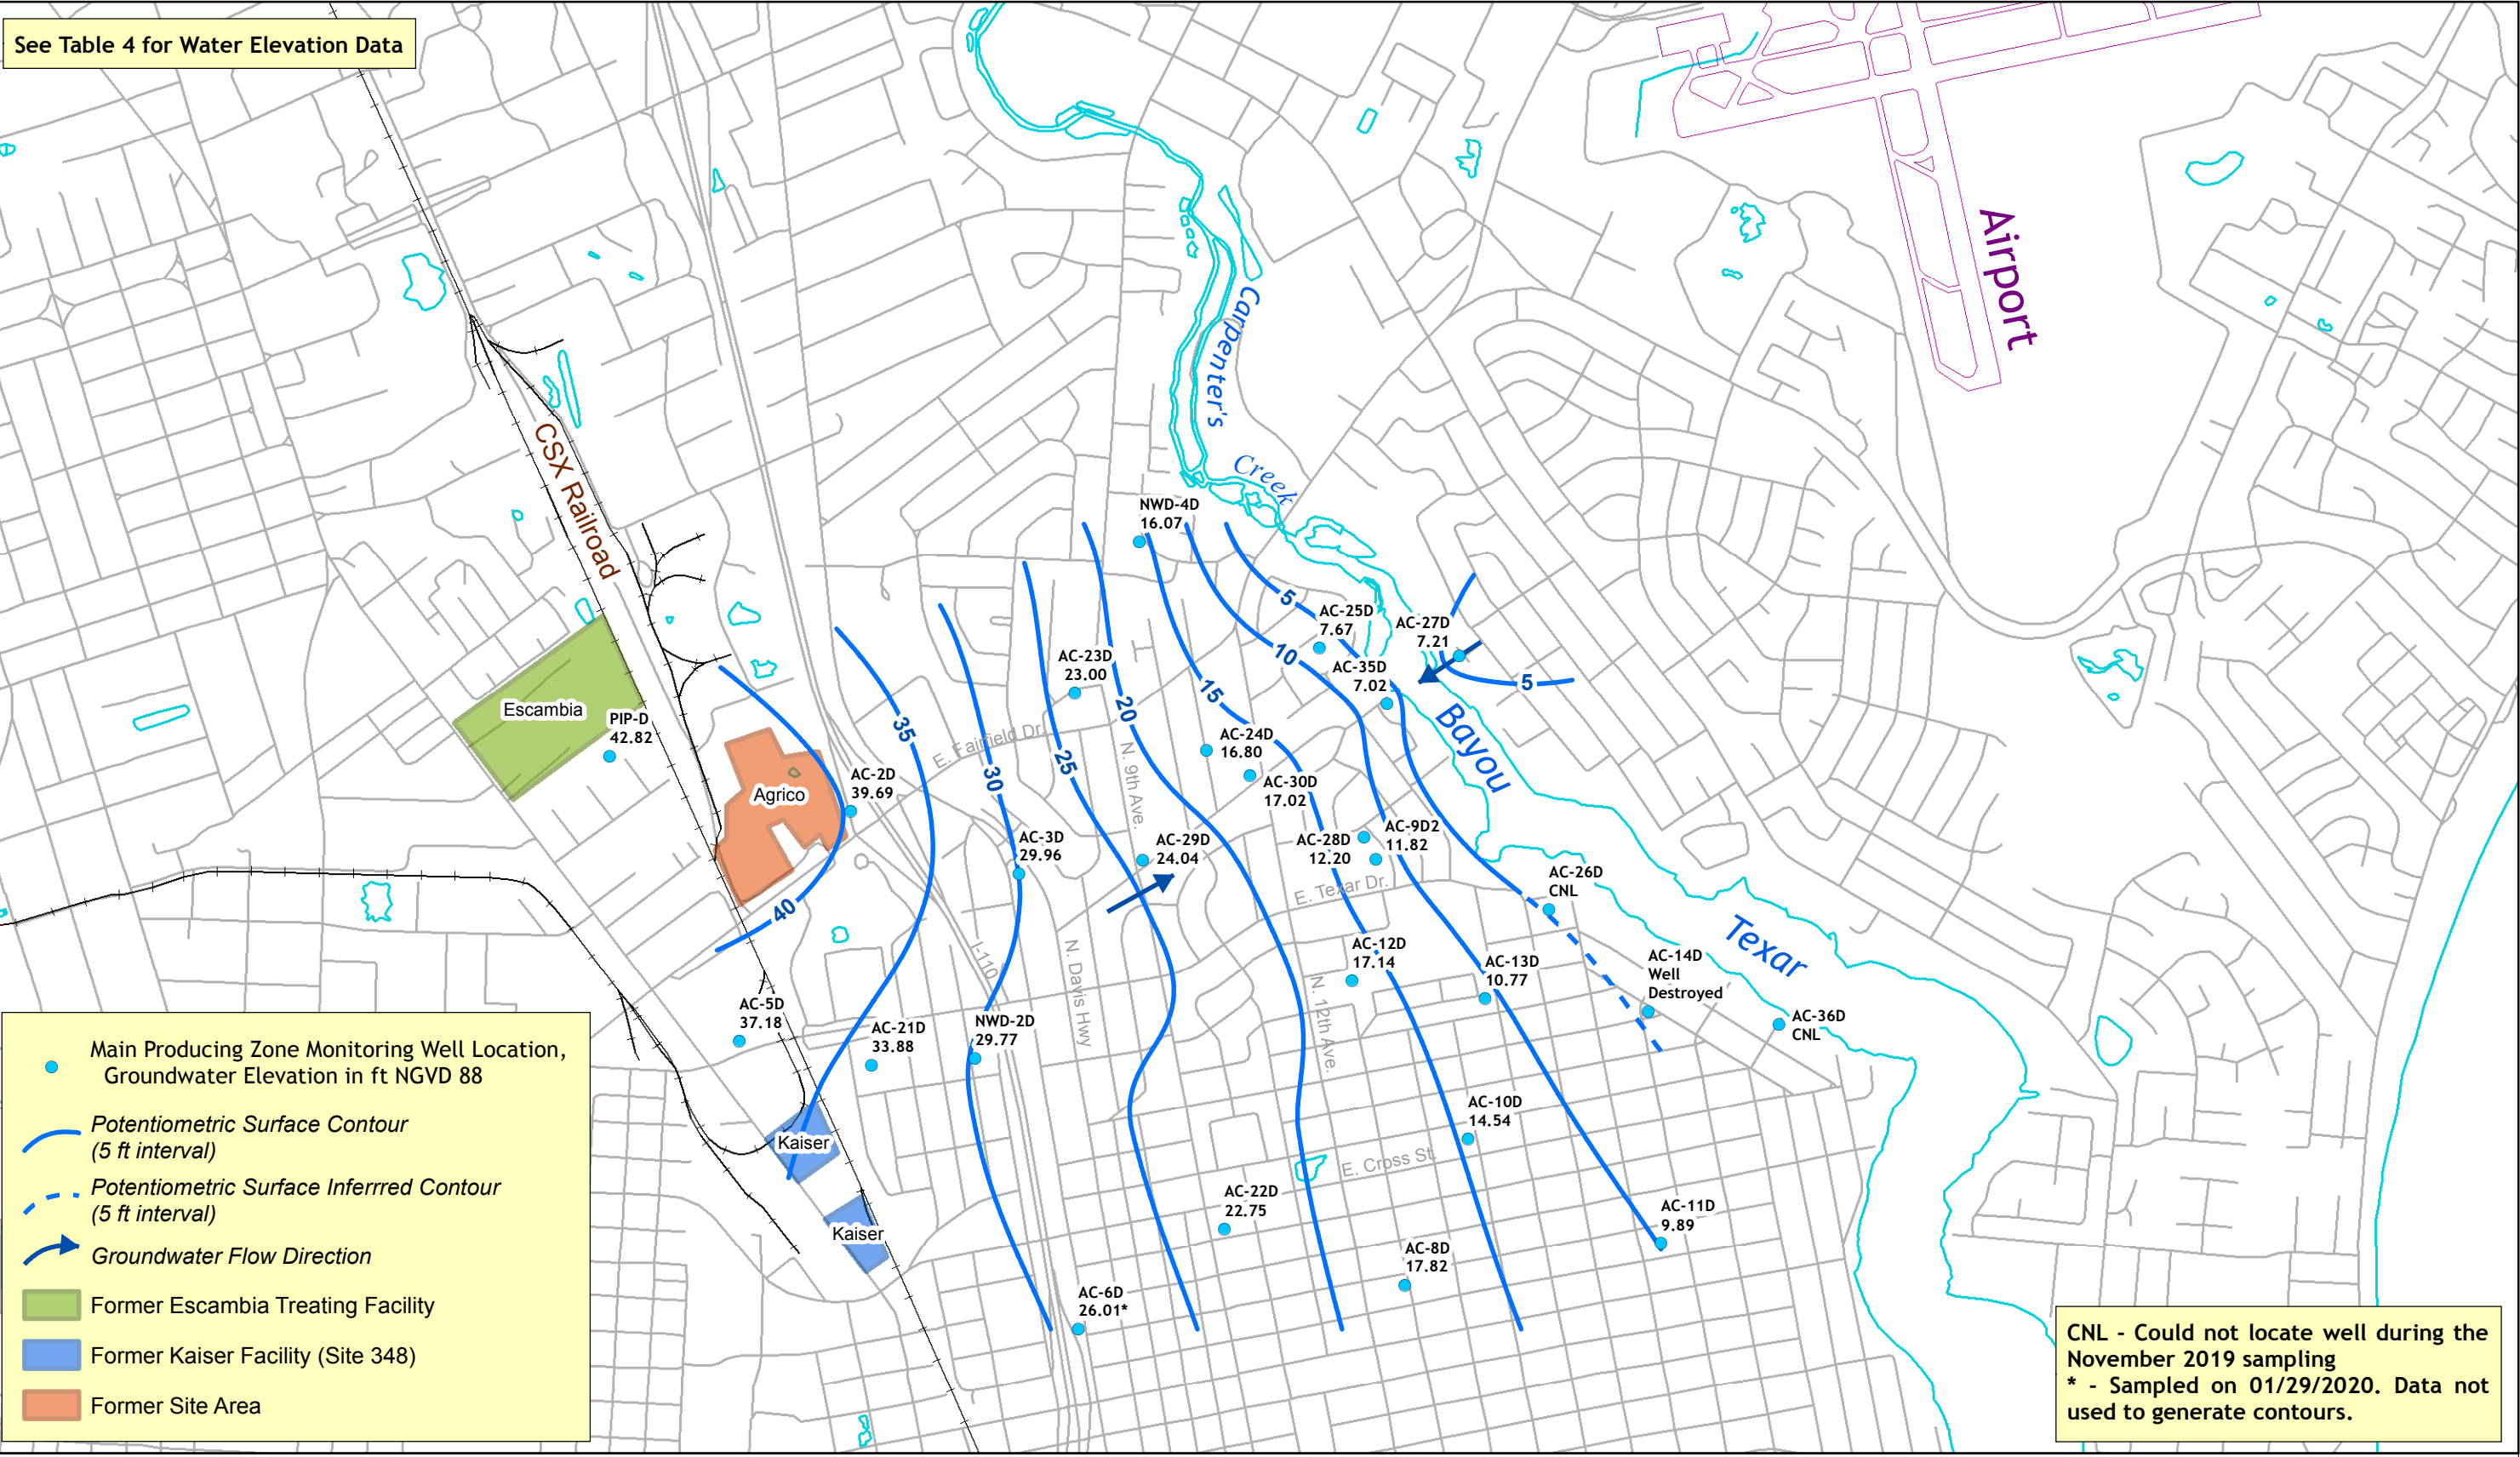 See Table 4 for Water Elevation Data
Airport
Carpenter's
Creek
CSX Railroad
NWD-4D
16.07
5
AC-25D
7.67
AC-27D
7.21
10
AC-35D
7.02
5
AC-23D
23.00
15
20
Bayou
Escambia
PIP-D
42.82
35
E. Fairfield Dr.
30
25
N. 9th Ave.
AC-24D
16.80
AC-30D
17.02
Agrico
AC-2D
39.69
AC-3D
29.96
AC-29D
24.04
AC-28D
12.20
AC-9D2
11.82
E. Texar Dr.
AC-26D
CNL
40
Texar
I-110
N. Davis Hwy
AC-12D
17.14
N. 12th Ave.
AC-13D
10.77
AC-14D
Well
Destroyed
AC-36D
CNL
AC-5D
37.18
AC-21D
33.88
NWD-2D
29.77
AC-10D
14.54
E. Cross St.
Kaiser
Kaiser
AC-22D
22.75
AC-11D
9.89
AC-8D
17.82
AC-6D
26.01*
Main Producing Zone Monitoring Well Location,
Groundwater Elevation in ft NGVD 88
Potentiometric Surface Contour
(5 ft interval)
Potentiometric Surface Inferrred Contour
(5 ft interval)
Groundwater Flow Direction
Former Escambia Treating Facility
Former Kaiser Facility (Site 348)
Former Site Area
CNL - Could not locate well during the
November 2019 sampling
* - Sampled on 01/29/2020. Data not
used to generate contours.